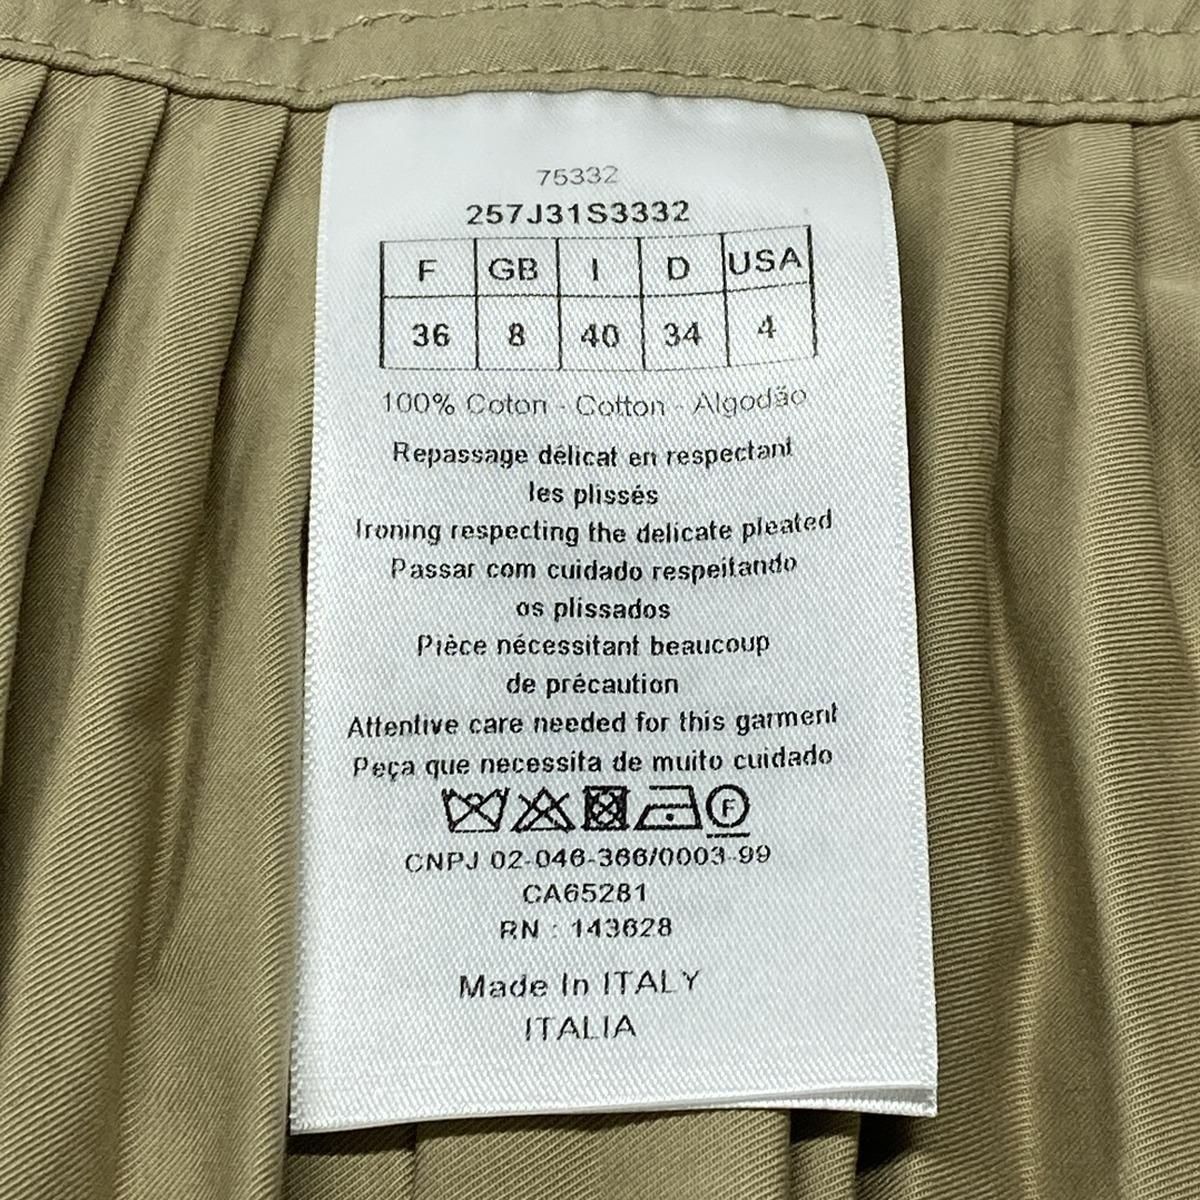 75332
257J31S3332
F GB I D USA
36 8 40 34 4
100% Coton - Cotton - Algodão
Repassage délicat en respectant
les plissés
Ironing respecting the delicate pleated
Passar com cuidado respeitando
os plissados
Pièce nécessitant beaucoup
de précaution
Attentive care needed for this garment
Peça que necessita de muito cuidado
F
CNPJ 02-046-366/0003-99
CA65281
RN : 143628
Made In ITALY
ITALIA